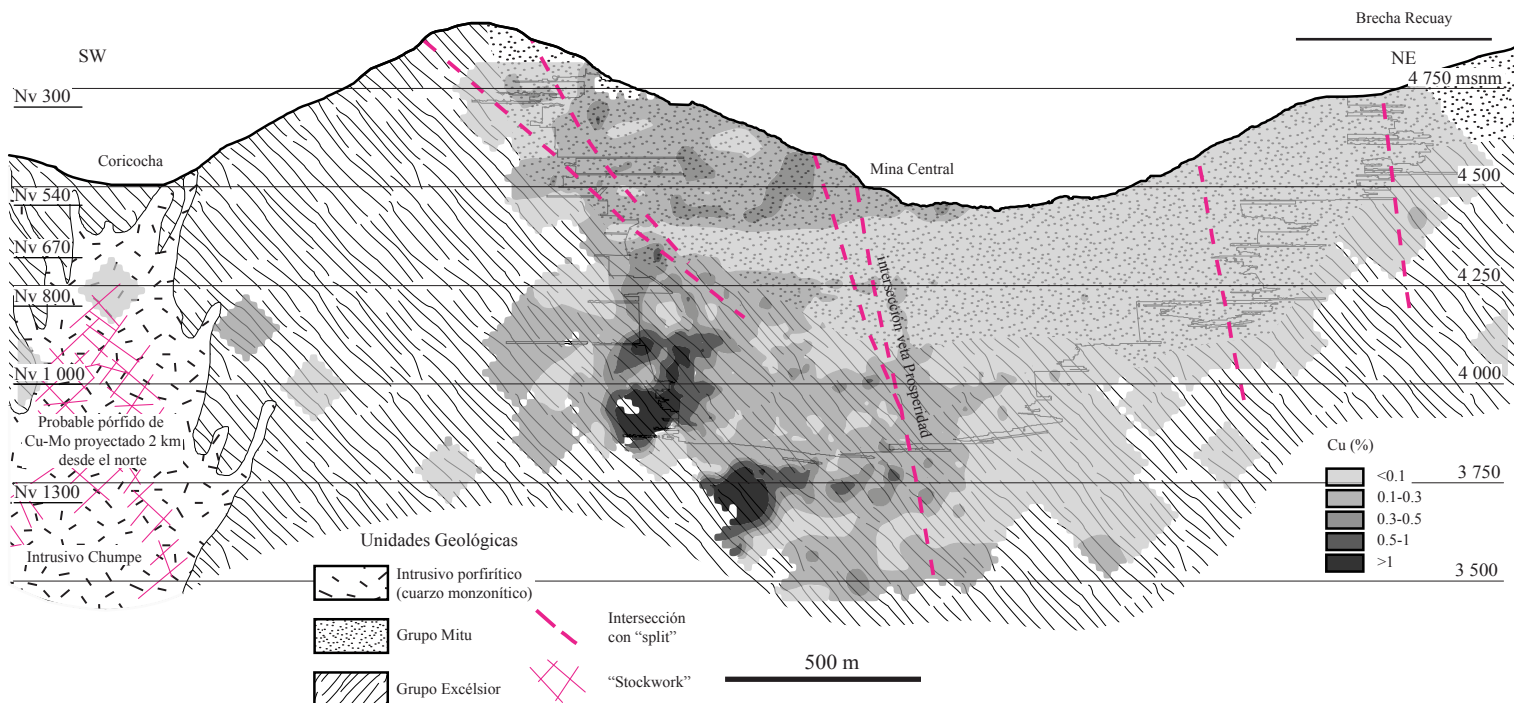 Brecha Recuay
SW
NE
4 750 msnm
Nv 300
Coricocha
Mina Central
4 500
Nv 540
Nv 670
4 250
Nv 800
Intersección veta Prosperidad
4 000
Nv 1 000
Probable pórfido de
Cu-Mo proyectado 2 km
desde el norte
Cu (%)
<0.1
0.1-0.3
0.3-0.5
0.5-1
>1
3 750
Nv 1300
Intrusivo Chumpe
3 500
Unidades Geológicas
Intrusivo porfirítico
(cuarzo monzonítico)
Grupo Mitu
Grupo Excélsior
Intersección
con “split”
“Stockwork”
500 m